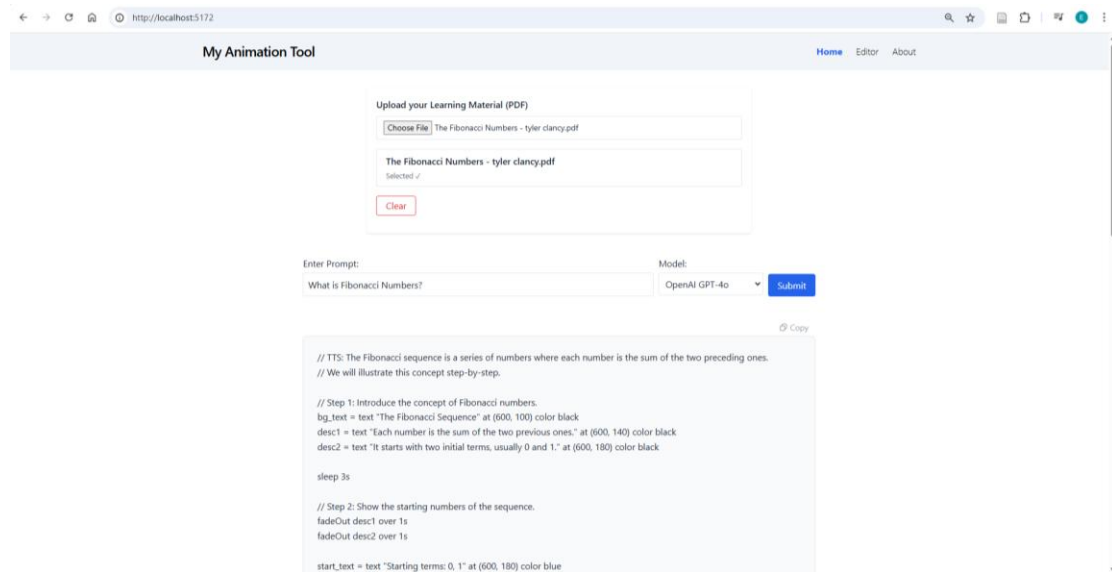 http://localhost:5172
My Animation Tool
Home Editor About
Upload your Learning Material (PDF)
Choose File The Fibonacci Numbers - tyler clancy.pdf
The Fibonacci Numbers - tyler clancy.pdf
Selected ✓
Clear
Enter Prompt: Model:
What is Fibonacci Numbers? OpenAI GPT-4o Submit
Copy
// TTS: The Fibonacci sequence is a series of numbers where each number is the sum of the two preceding ones.
// We will illustrate this concept step-by-step.
// Step 1: Introduce the concept of Fibonacci numbers.
bg_text = text "The Fibonacci Sequence" at (600, 100) color black
desc1 = text "Each number is the sum of the two previous ones." at (600, 140) color black
desc2 = text "It starts with two initial terms, usually 0 and 1." at (600, 180) color black
sleep 3s
// Step 2: Show the starting numbers of the sequence.
fadeOut desc1 over 1s
fadeOut desc2 over 1s
start_text = text "Starting terms: 0, 1" at (600, 180) color blue